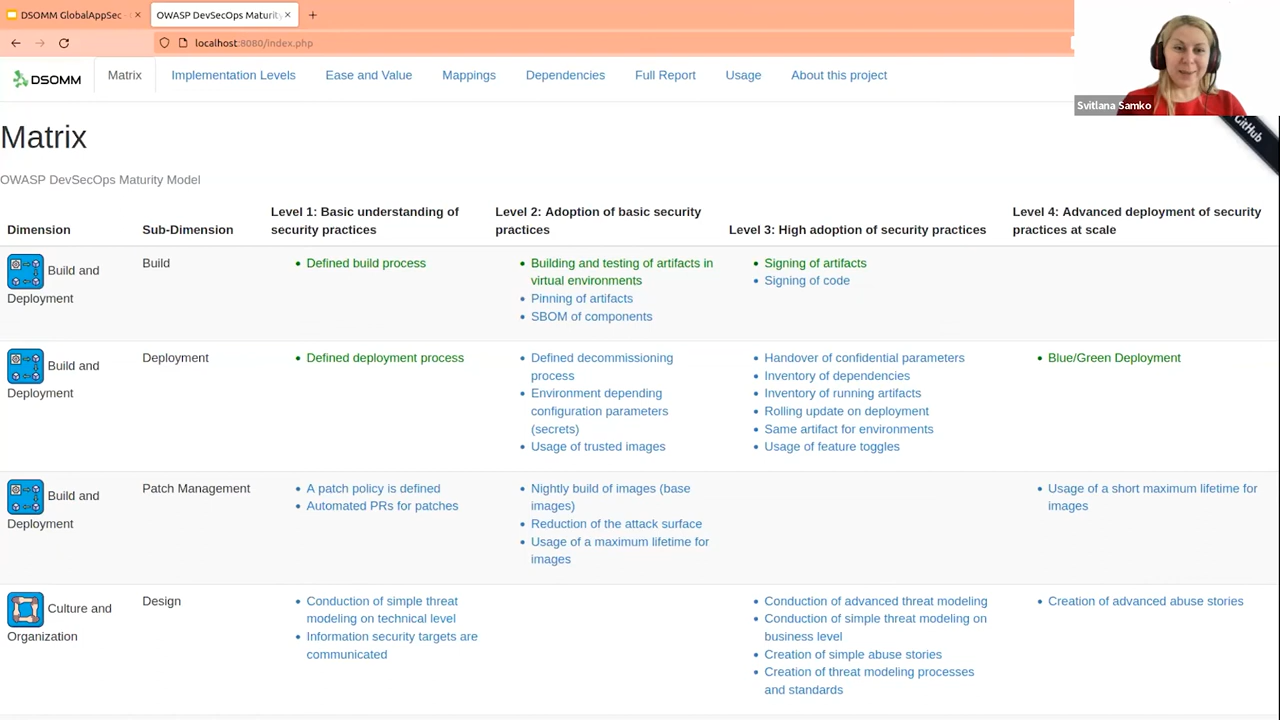 DSOMM GlobalAppSec
OWASP DevSecOps Maturity
localhost:8080/index.php
DSOMM
Matrix
Implementation Levels
Ease and Value
Mappings
Dependencies
Full Report
Usage
About this project
Svitlana Samko
GitHub
Matrix
OWASP DevSecOps Maturity Model
Dimension
Sub-Dimension
Level 1: Basic understanding of
security practices
Level 2: Adoption of basic security
practices
Level 3: High adoption of security practices
Level 4: Advanced deployment of security
practices at scale
Build and
Deployment
Build
Defined build process
Building and testing of artifacts in
virtual environments
Pinning of artifacts
SBOM of components
Signing of artifacts
Signing of code
Build and
Deployment
Deployment
Defined deployment process
Defined decommissioning
process
Environment depending
configuration parameters
(secrets)
Usage of trusted images
Handover of confidential parameters
Inventory of dependencies
Inventory of running artifacts
Rolling update on deployment
Same artifact for environments
Usage of feature toggles
Blue/Green Deployment
Build and
Deployment
Patch Management
A patch policy is defined
Automated PRs for patches
Nightly build of images (base
images)
Reduction of the attack surface
Usage of a maximum lifetime for
images
Usage of a short maximum lifetime for
images
Culture and
Organization
Design
Conduction of simple threat
modeling on technical level
Information security targets are
communicated
Conduction of advanced threat modeling
Conduction of simple threat modeling on
business level
Creation of simple abuse stories
Creation of threat modeling processes
and standards
Creation of advanced abuse stories